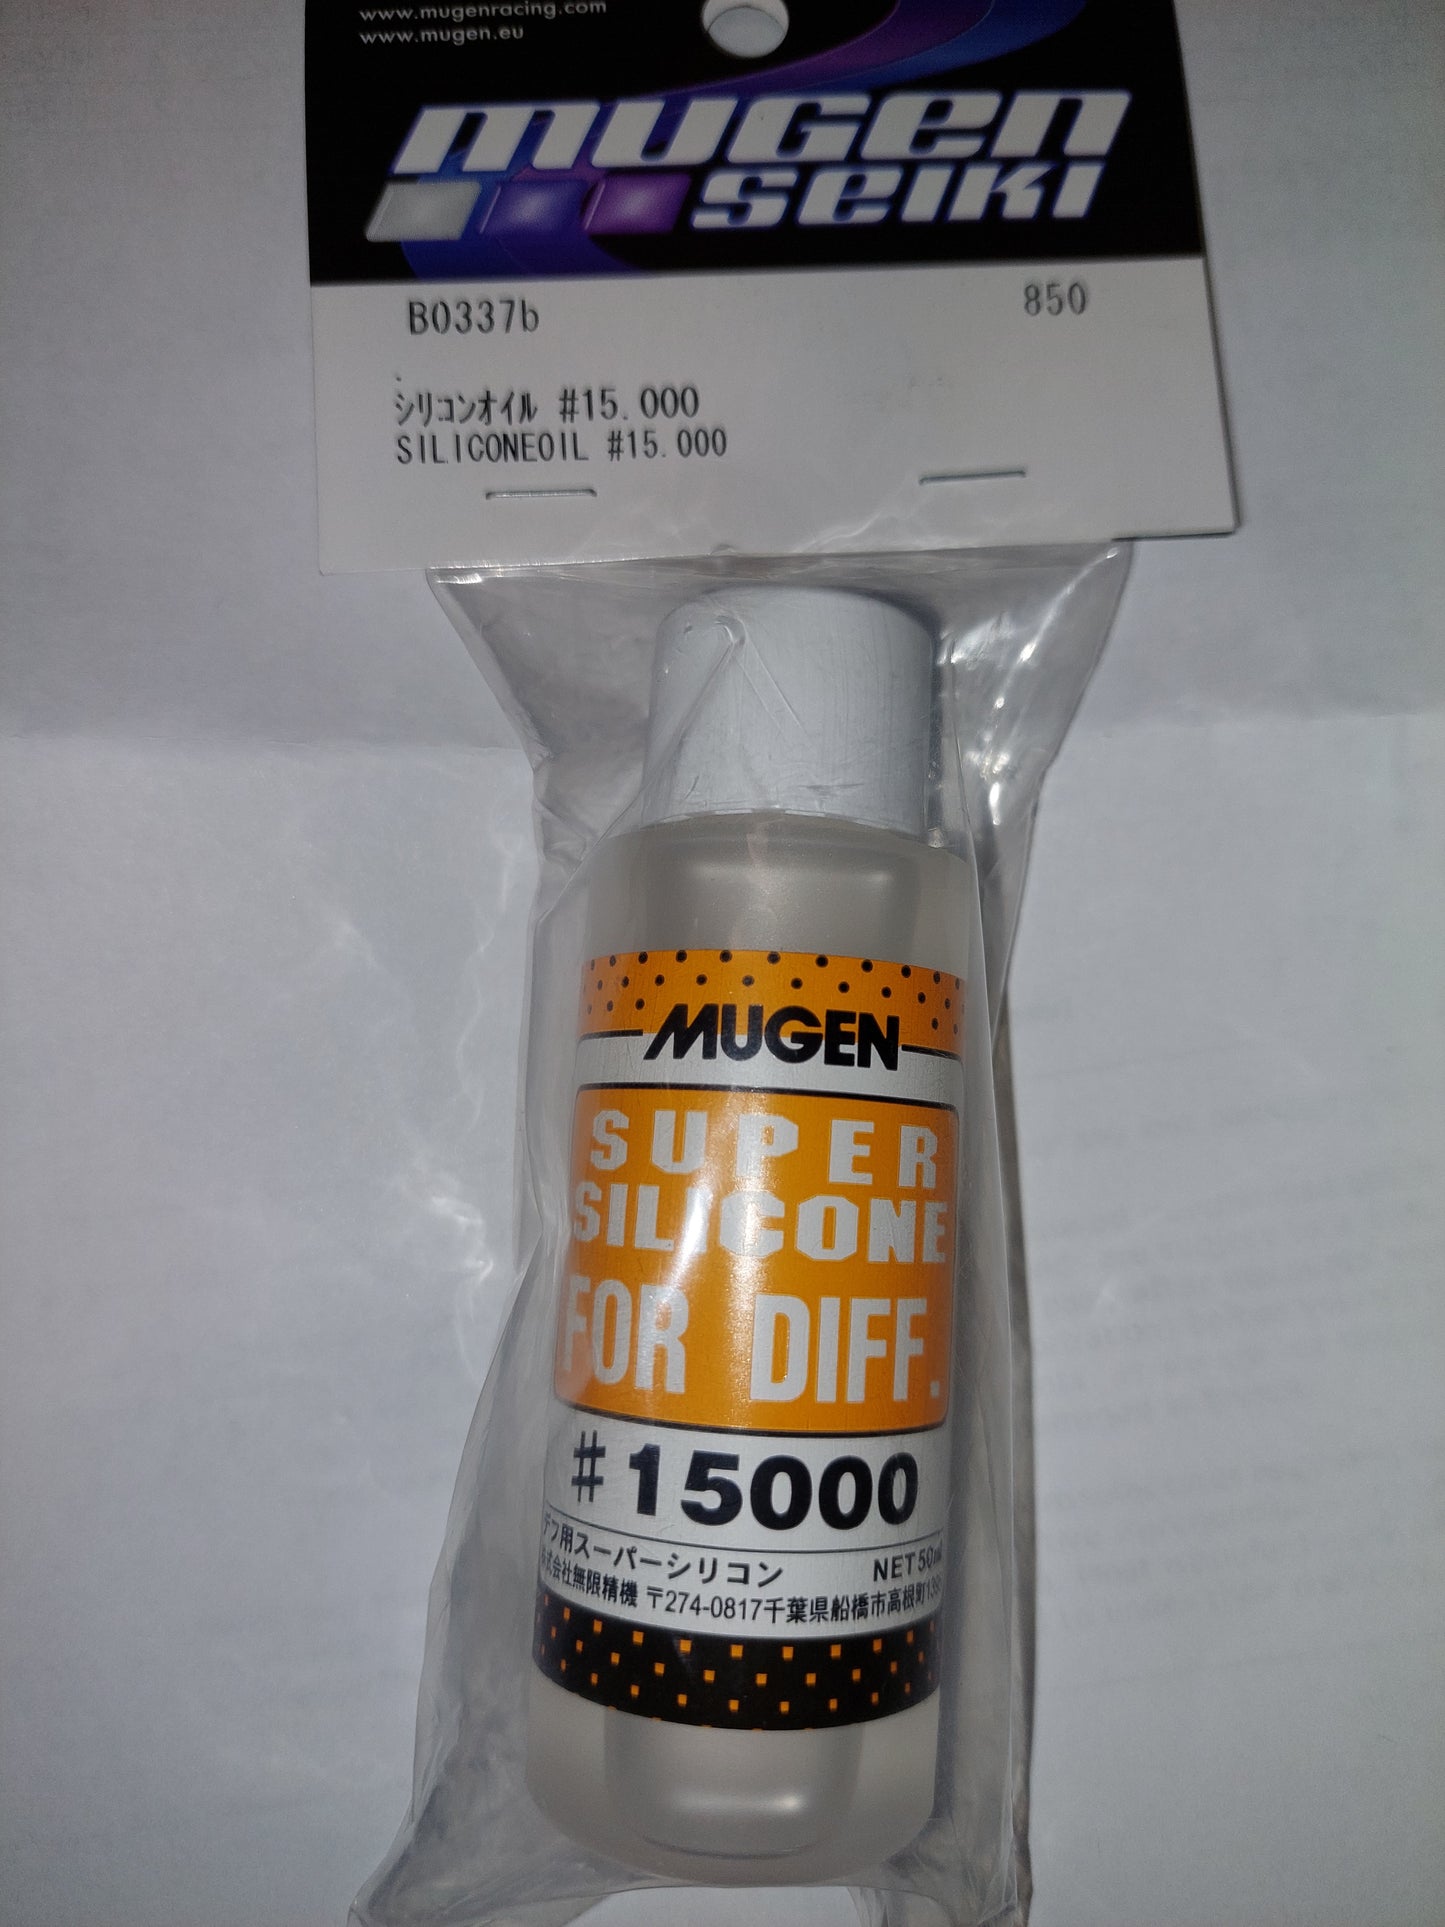 www.mugenracing.com
www.mugen.eu
mugen
seiki
B0337b 850
シリコンオイル #15.000
SILICONEOIL #15.000
MUGEN
SUPER
SILICONE
FOR DIFF.
#15000
デフ用スーパーシリコン NET 50ml
株式会社無限精機 〒274-0817千葉県船橋市高根町